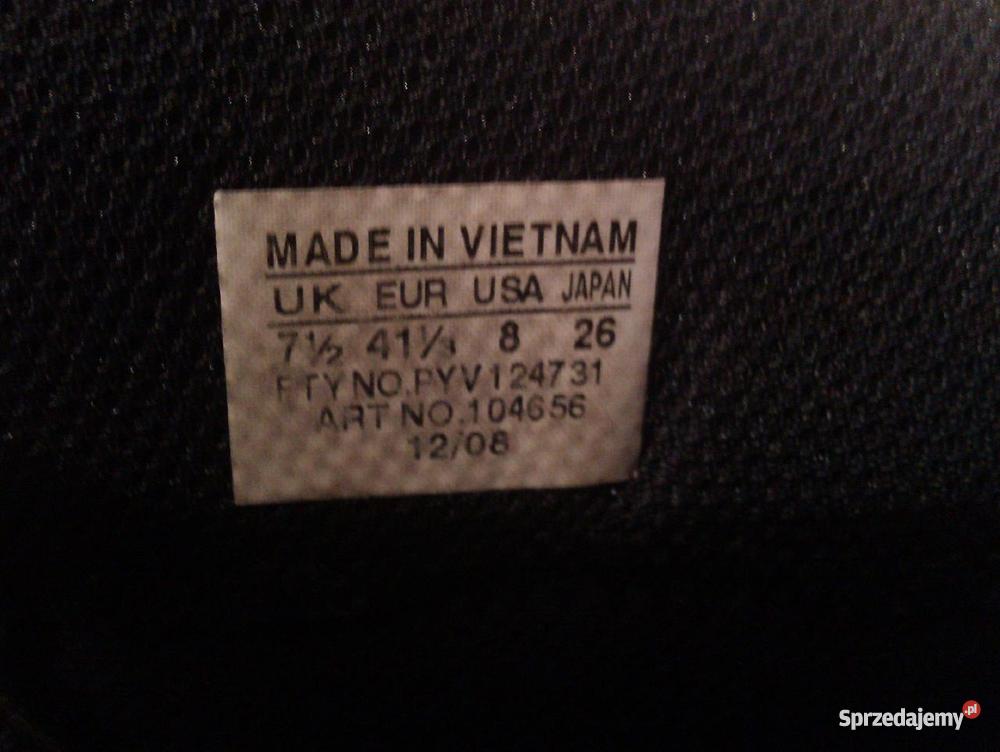 MADE IN VIETNAM
UK EUR USA JAPAN
7½ 41⅓ 8 26
FTY NO.PYV124731
ART NO.104656
12/08
Sprzedajemy.pl